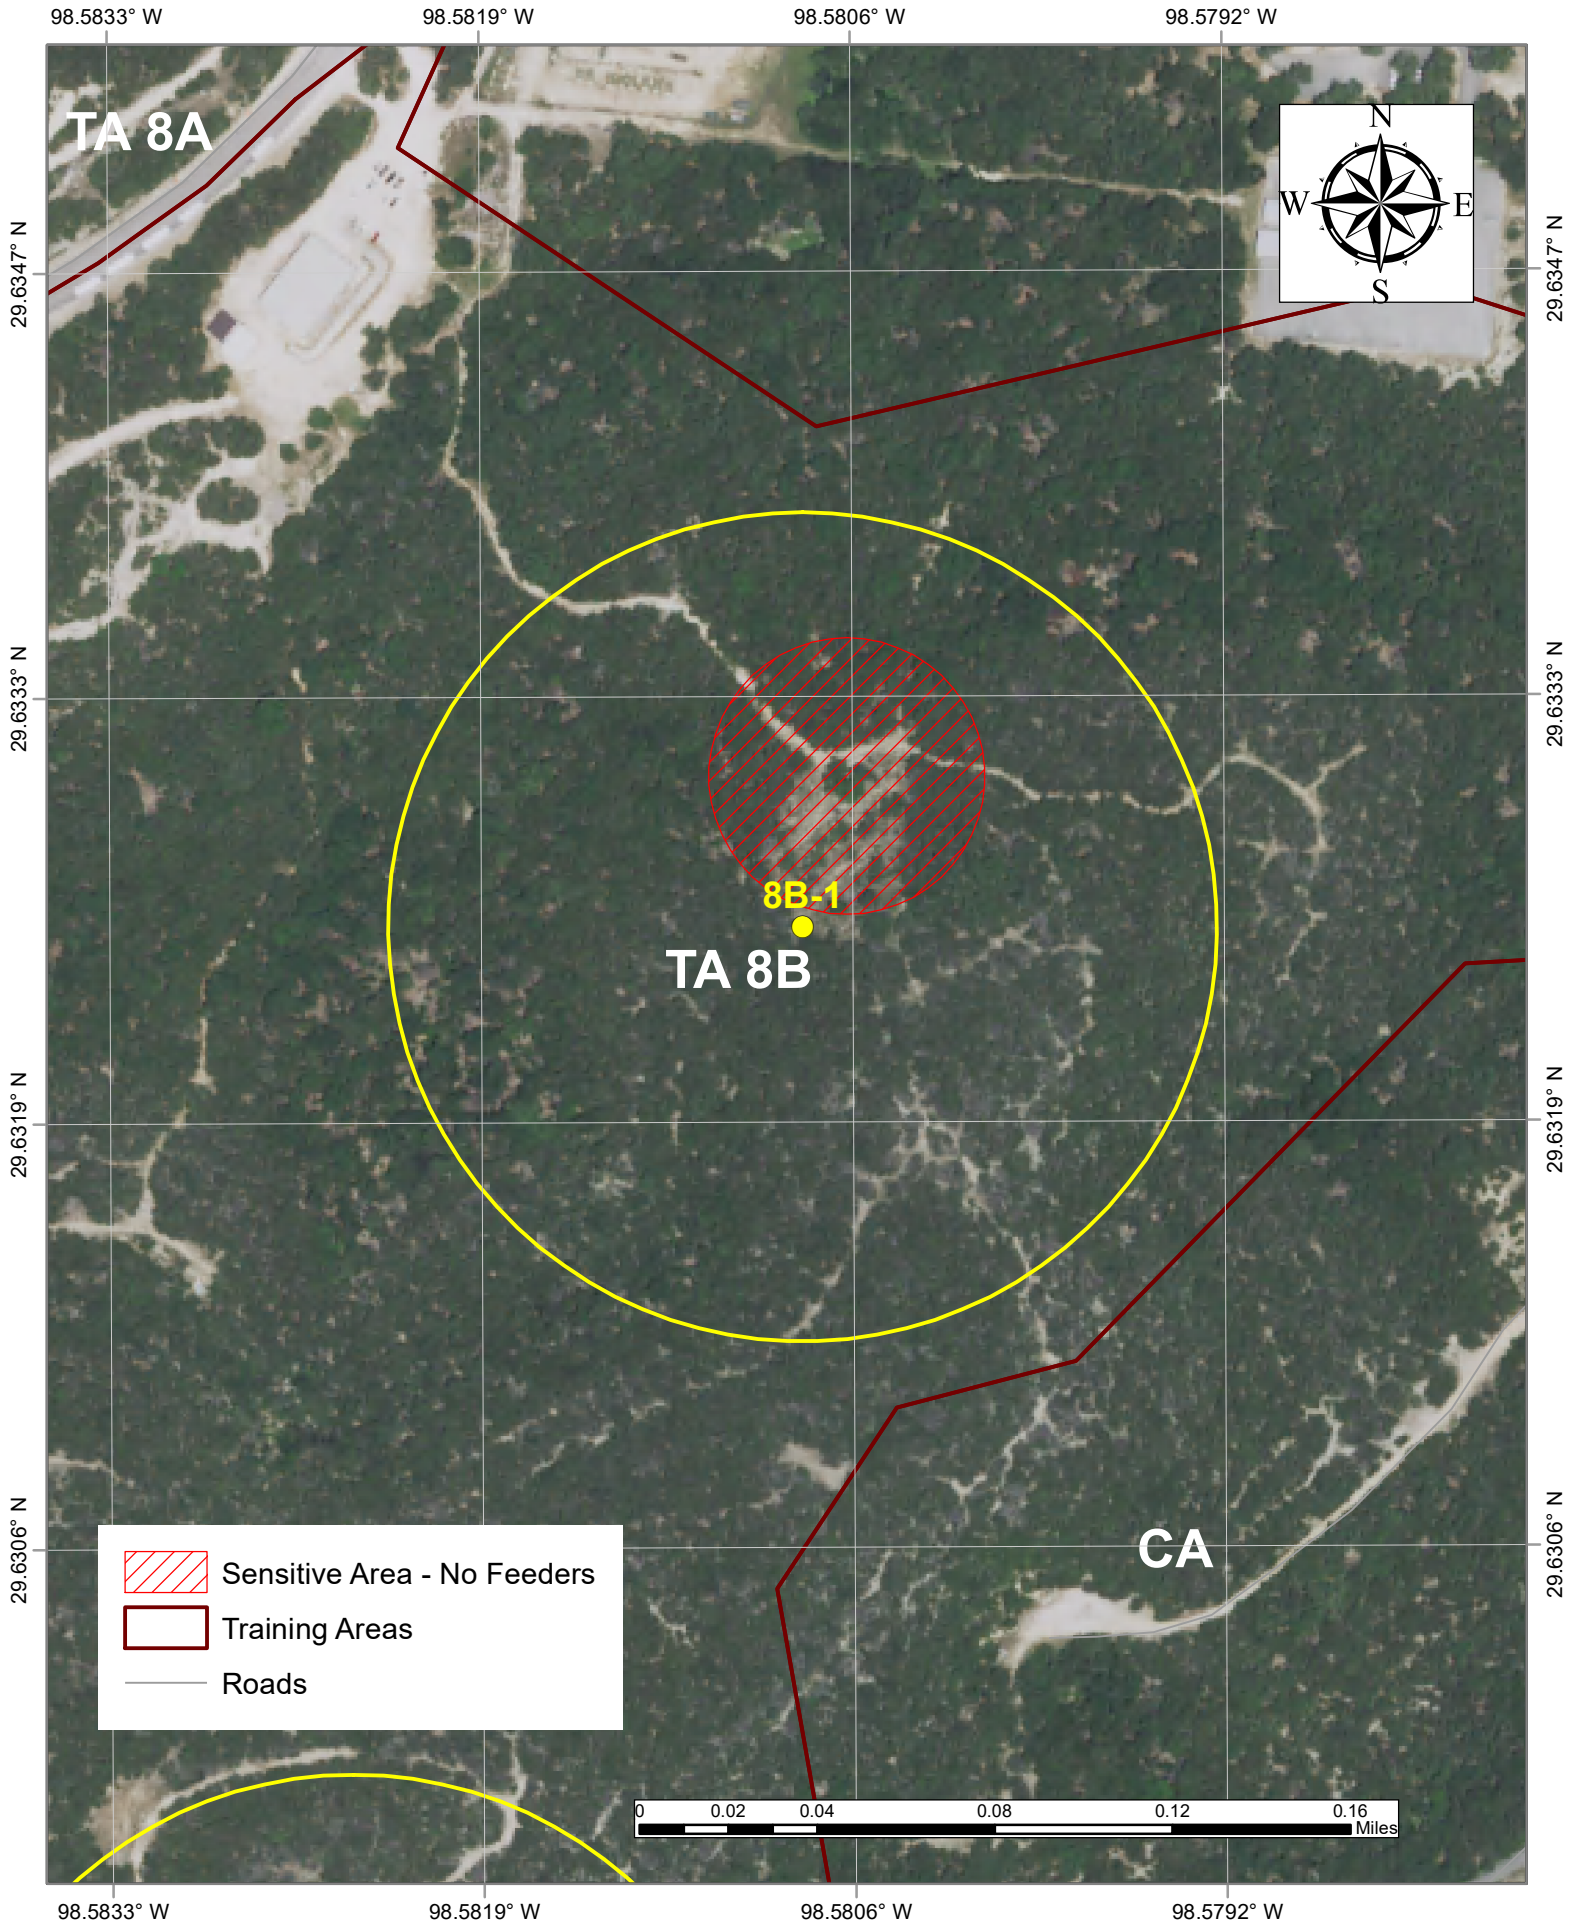 98.5833° W 98.5819° W 98.5806° W 98.5792° W
TA 8A
N
W E
S
29.6347° N 29.6347° N
29.6333° N 29.6333° N
8B-1
TA 8B
29.6319° N 29.6319° N
CA
29.6306° N 29.6306° N
Sensitive Area - No Feeders
Training Areas
Roads
0 0.02 0.04 0.08 0.12 0.16
Miles
98.5833° W 98.5819° W 98.5806° W 98.5792° W